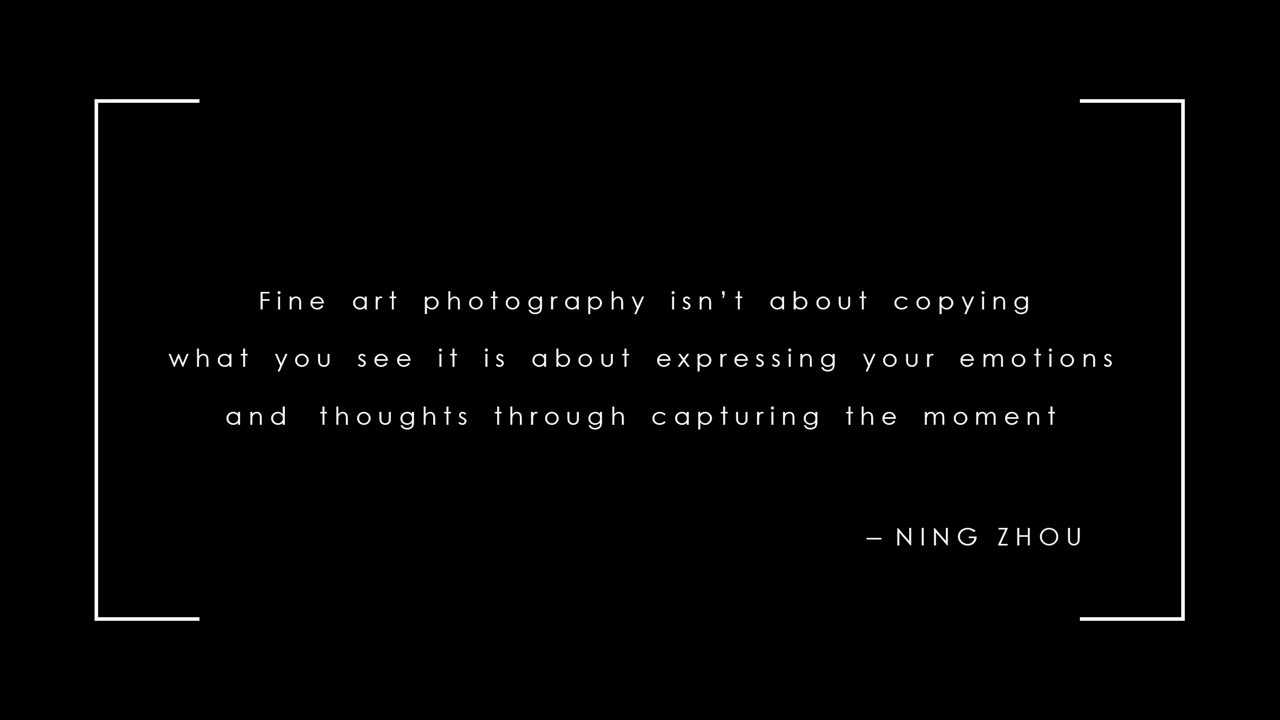 Fine art photography isn’t about copying
what you see it is about expressing your emotions
and thoughts through capturing the moment
– NING ZHOU